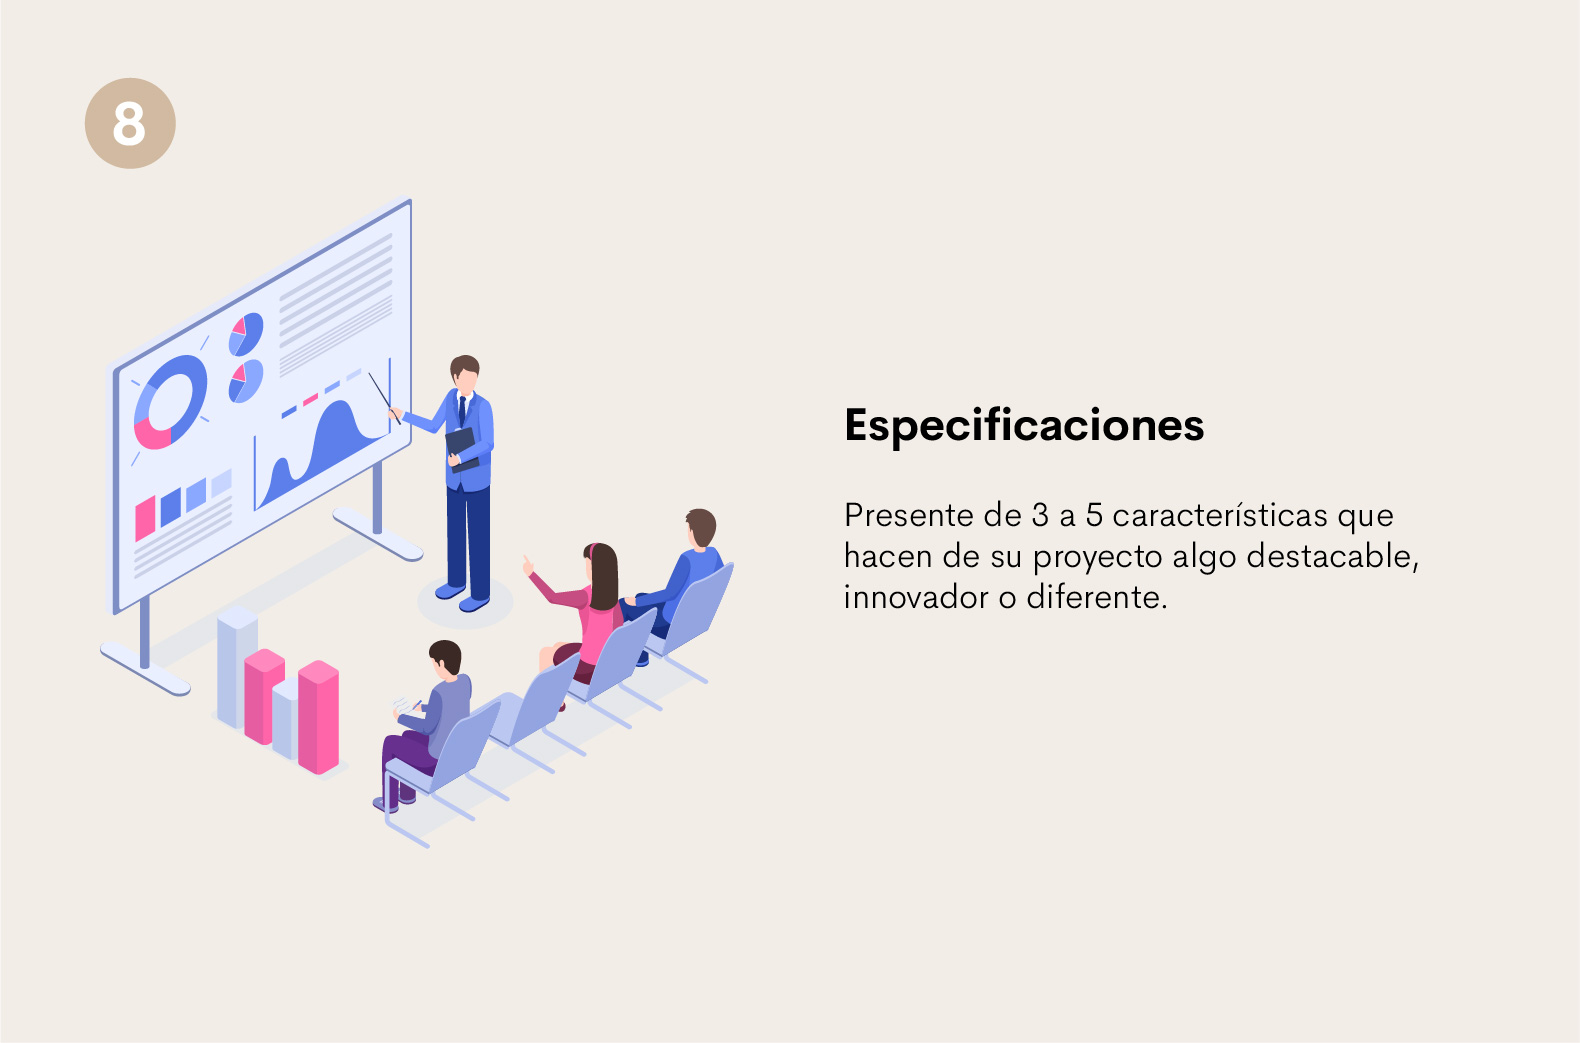 8
Especificaciones
Presente de 3 a 5 características que
hacen de su proyecto algo destacable,
innovador o diferente.